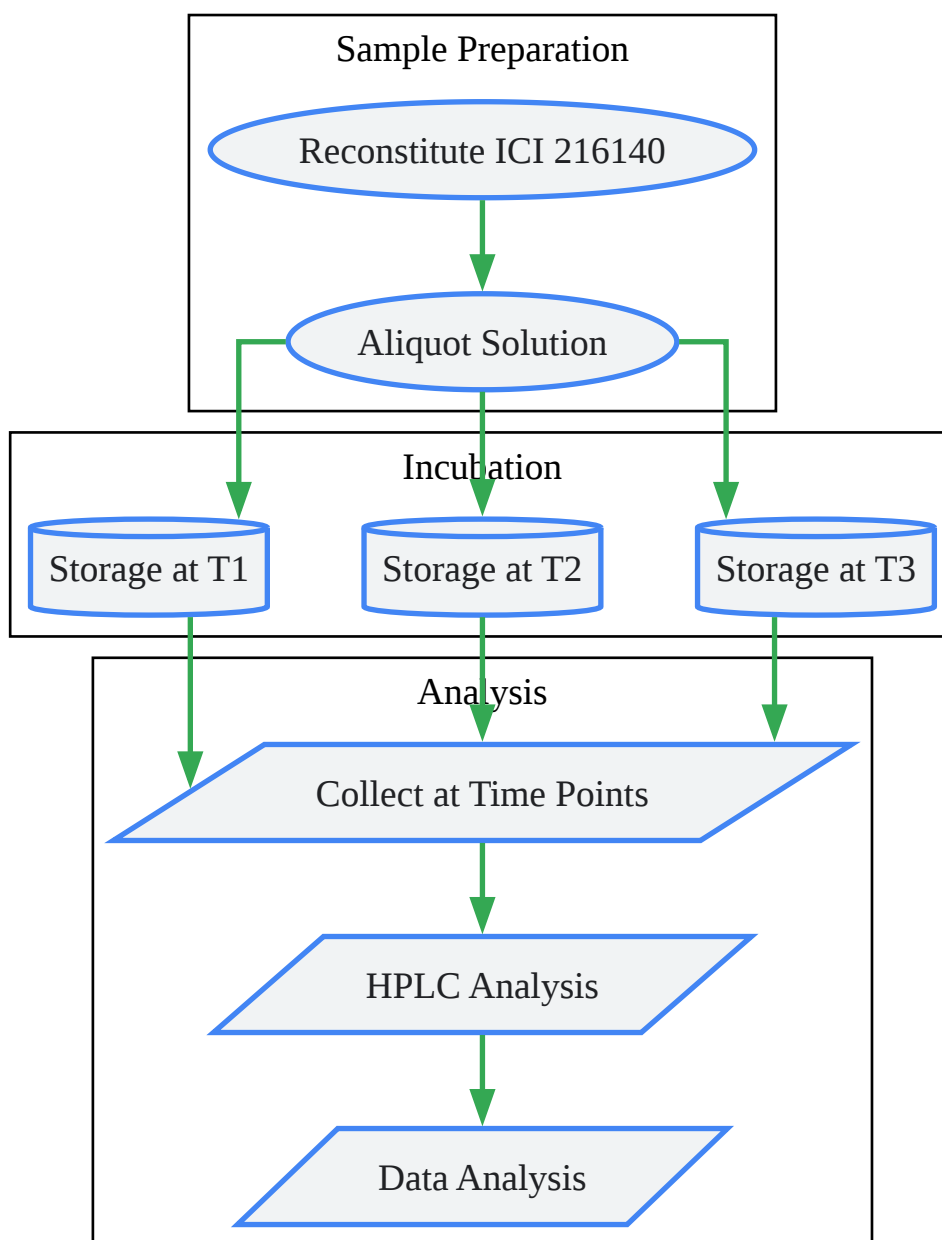 Sample Preparation
Reconstitute ICI 216140
Aliquot Solution
Incubation
Storage at T1
Storage at T2
Storage at T3
Analysis
Collect at Time Points
HPLC Analysis
Data Analysis